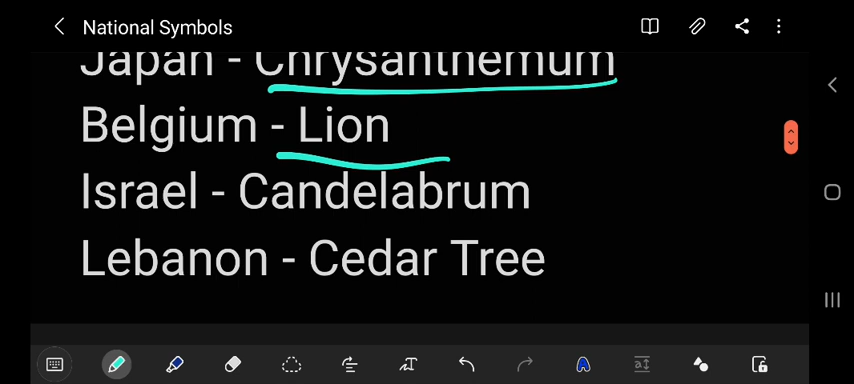 National Symbols
Japan - Chrysanthemum
Belgium - Lion
Israel - Candelabrum
Lebanon - Cedar Tree